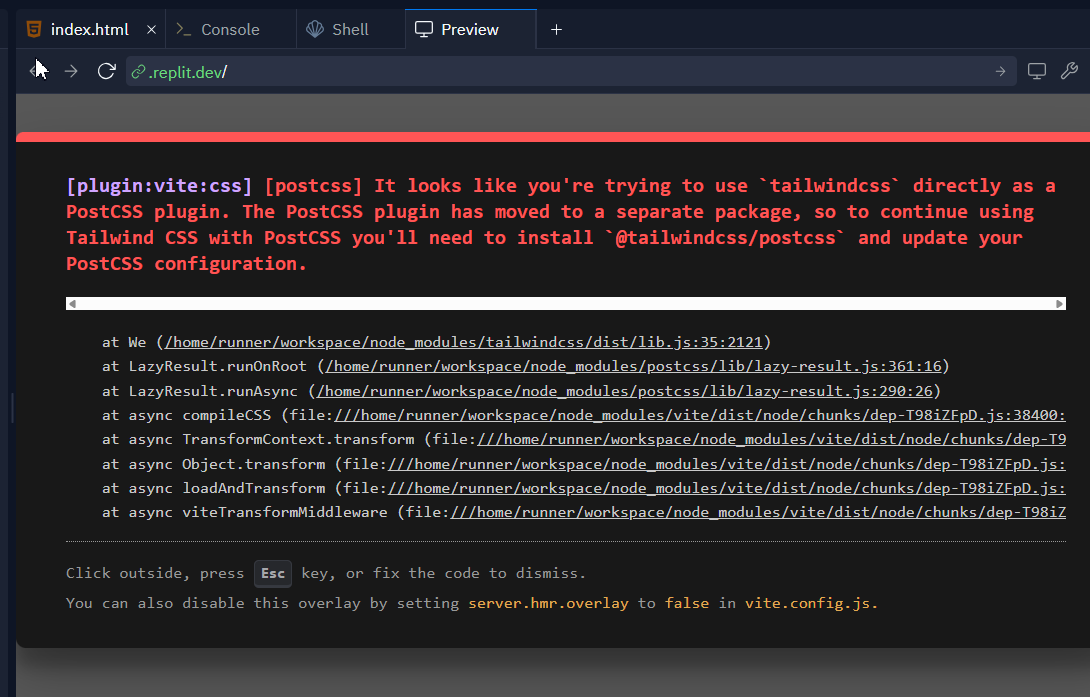 index.html
Console
Shell
Preview
.replit.dev/
[plugin:vite:css] [postcss] It looks like you're trying to use `tailwindcss` directly as a
PostCSS plugin. The PostCSS plugin has moved to a separate package, so to continue using
Tailwind CSS with PostCSS you'll need to install `@tailwindcss/postcss` and update your
PostCSS configuration.
at We (/home/runner/workspace/node_modules/tailwindcss/dist/lib.js:35:2121)
at LazyResult.runOnRoot (/home/runner/workspace/node_modules/postcss/lib/lazy-result.js:361:16)
at LazyResult.runAsync (/home/runner/workspace/node_modules/postcss/lib/lazy-result.js:290:26)
at async compileCSS (file:///home/runner/workspace/node_modules/vite/dist/node/chunks/dep-T98iZFpD.js:38400:
at async TransformContext.transform (file:///home/runner/workspace/node_modules/vite/dist/node/chunks/dep-T9
at async Object.transform (file:///home/runner/workspace/node_modules/vite/dist/node/chunks/dep-T98iZFpD.js:
at async loadAndTransform (file:///home/runner/workspace/node_modules/vite/dist/node/chunks/dep-T98iZFpD.js:
at async viteTransformMiddleware (file:///home/runner/workspace/node_modules/vite/dist/node/chunks/dep-T98iZ
Click outside, press Esc key, or fix the code to dismiss.
You can also disable this overlay by setting server.hmr.overlay to false in vite.config.js.